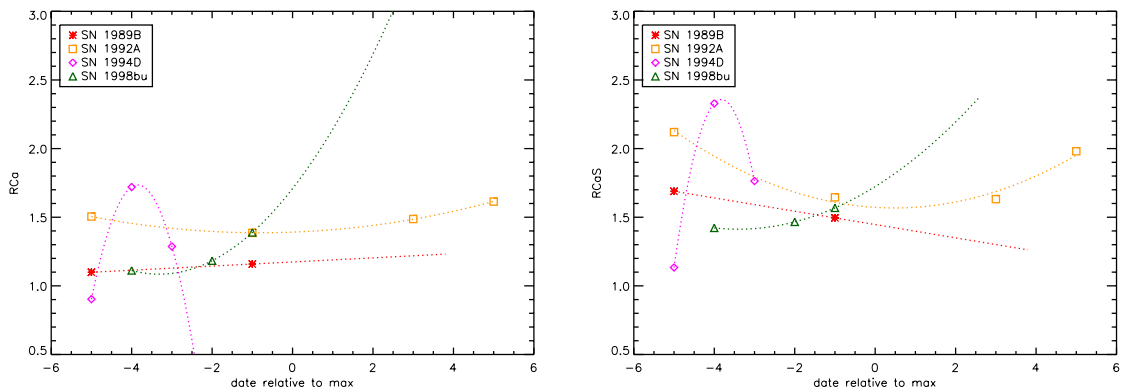 3.0
2.5
2.0
1.5
1.0
0.5
RCa
SN 1989B
SN 1992A
SN 1994D
SN 1998bu
−6 −4 −2 0 2 4 6
date relative to max
3.0
2.5
2.0
1.5
1.0
0.5
RCaS
SN 1989B
SN 1992A
SN 1994D
SN 1998bu
−6 −4 −2 0 2 4 6
date relative to max